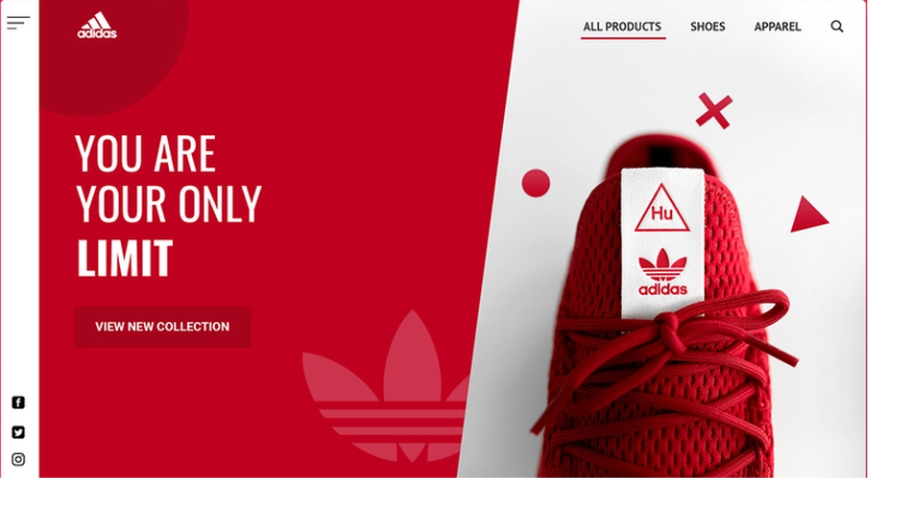 adidas
ALL PRODUCTS SHOES APPAREL
YOU ARE
YOUR ONLY
LIMIT
VIEW NEW COLLECTION
Hu
adidas